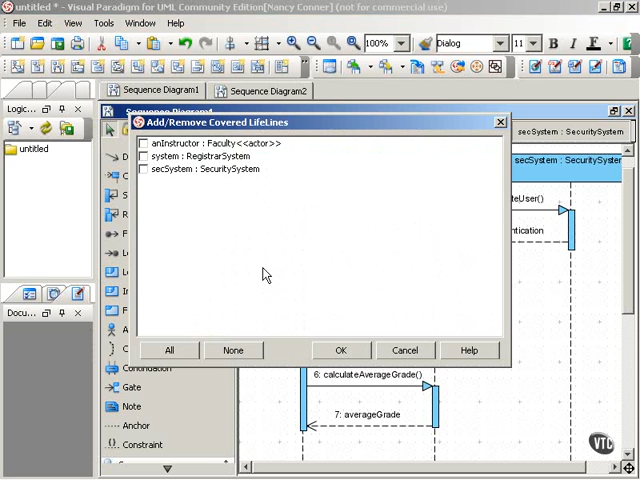 untitled * - Visual Paradigm for UML Community Edition[Nancy Conner] (not for commercial use)
File Edit View Tools Window Help
100% Dialog 11 B I F
Sequence Diagram1 Sequence Diagram2
Logic...
untitled
Add/Remove Covered LifeLines
secSystem : SecuritySystem
anInstructor : Faculty<<actor>>
system : RegistrarSystem
secSystem : SecuritySystem
secSystem : SecuritySystem
teUser()
entication
All None OK Cancel Help
Docu...
6: calculateAverageGrade()
7: averageGrade
Gate
Note
Anchor
Constraint
VTC